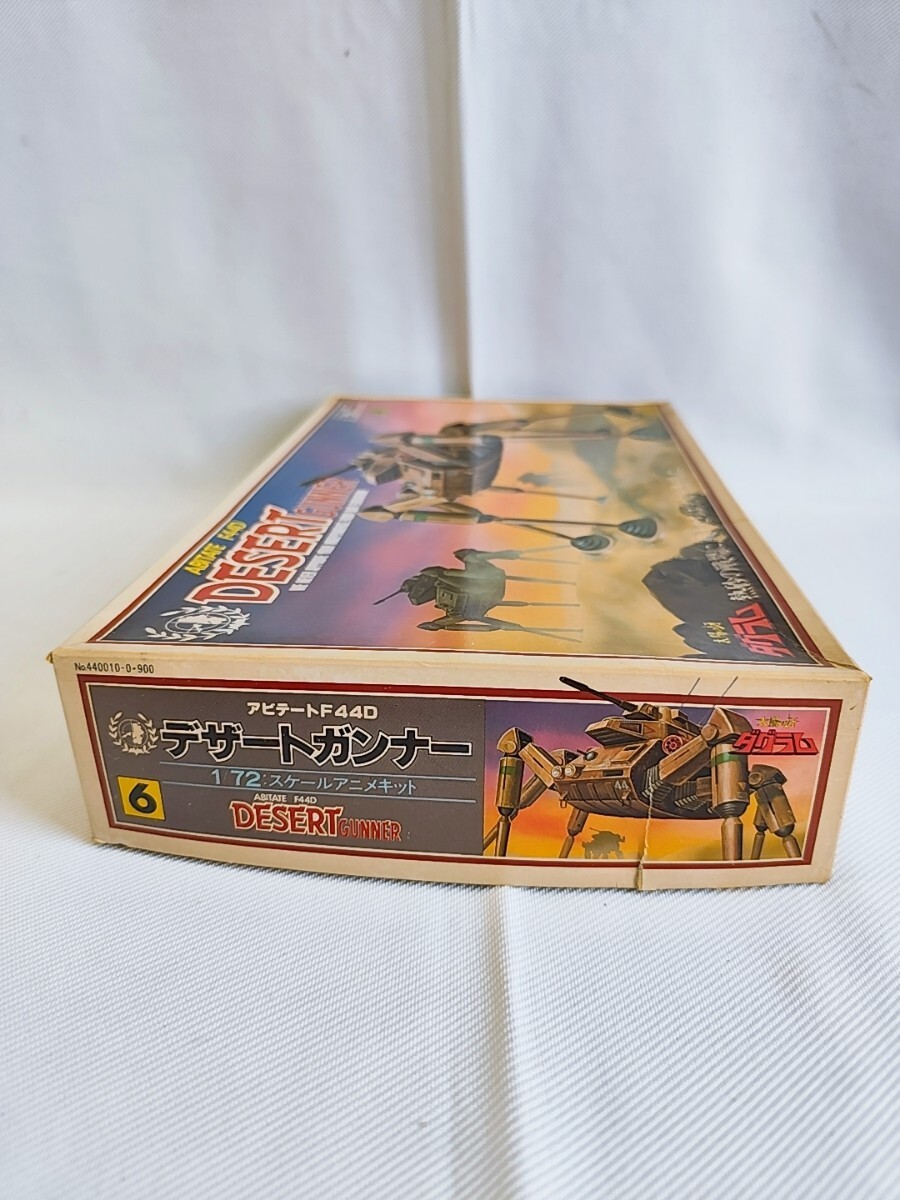 ABITATE F44D
DESERT GUNNER
太陽の牙
ダグラム
No.440010-0-900
アビテートF44D
デザートガンナー
1/72:スケールアニメキット
6
ABITATE F44D
DESERT GUNNER
44
太陽の牙
ダグラム